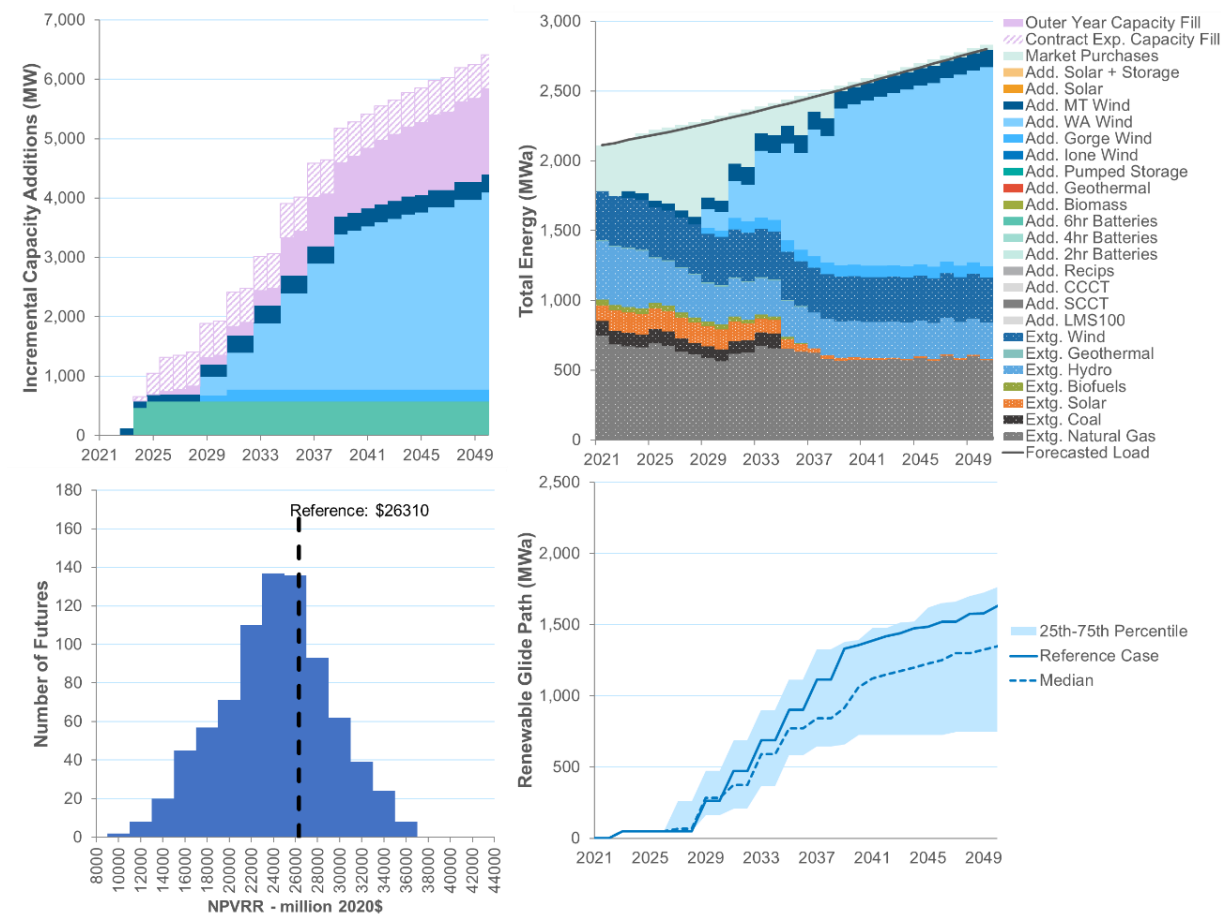 7,000
6,000
5,000
4,000
3,000
2,000
1,000
0
Incremental Capacity Additions (MW)
2021 2025 2029 2033 2037 2041 2045 2049
3,000
2,500
2,000
1,500
1,000
500
0
Total Energy (MWa)
2021 2025 2029 2033 2037 2041 2045 2049
Outer Year Capacity Fill
Contract Exp. Capacity Fill
Market Purchases
Add. Solar + Storage
Add. Solar
Add. MT Wind
Add. WA Wind
Add. Gorge Wind
Add. Ione Wind
Add. Pumped Storage
Add. Geothermal
Add. Biomass
Add. 6hr Batteries
Add. 4hr Batteries
Add. 2hr Batteries
Add. Recips
Add. CCCT
Add. SCCT
Add. LMS100
Extg. Wind
Extg. Geothermal
Extg. Hydro
Extg. Biofuels
Extg. Solar
Extg. Coal
Extg. Natural Gas
Forecasted Load
180
160
140
120
100
80
60
40
20
0
Number of Futures
Reference: $26310
8000 10000 12000 14000 16000 18000 20000 22000 24000 26000 28000 30000 32000 34000 36000 38000 40000 42000 44000
NPVRR - million 2020$
2,500
2,000
1,500
1,000
500
0
Renewable Glide Path (MWa)
2021 2025 2029 2033 2037 2041 2045 2049
25th-75th Percentile
Reference Case
Median